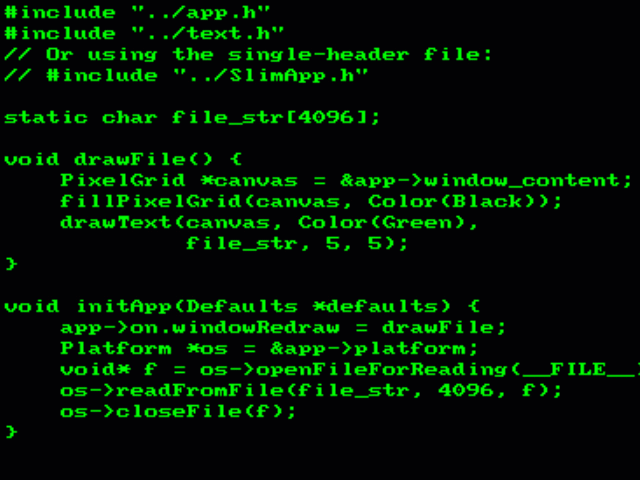 #include "../app.h"
#include "../text.h"
// Or using the single-header file:
// #include "../SlimApp.h"

static char file_str[4096];

void drawFile() {
    PixelGrid *canvas = &app->window_content;
    fillPixelGrid(canvas, Color(Black));
    drawText(canvas, Color(Green),
             file_str, 5, 5);
}

void initApp(Defaults *defaults) {
    app->on.windowRedraw = drawFile;
    Platform *os = &app->platform;
    void* f = os->openFileForReading(__FILE__)
    os->readFromFile(file_str, 4096, f);
    os->closeFile(f);
}